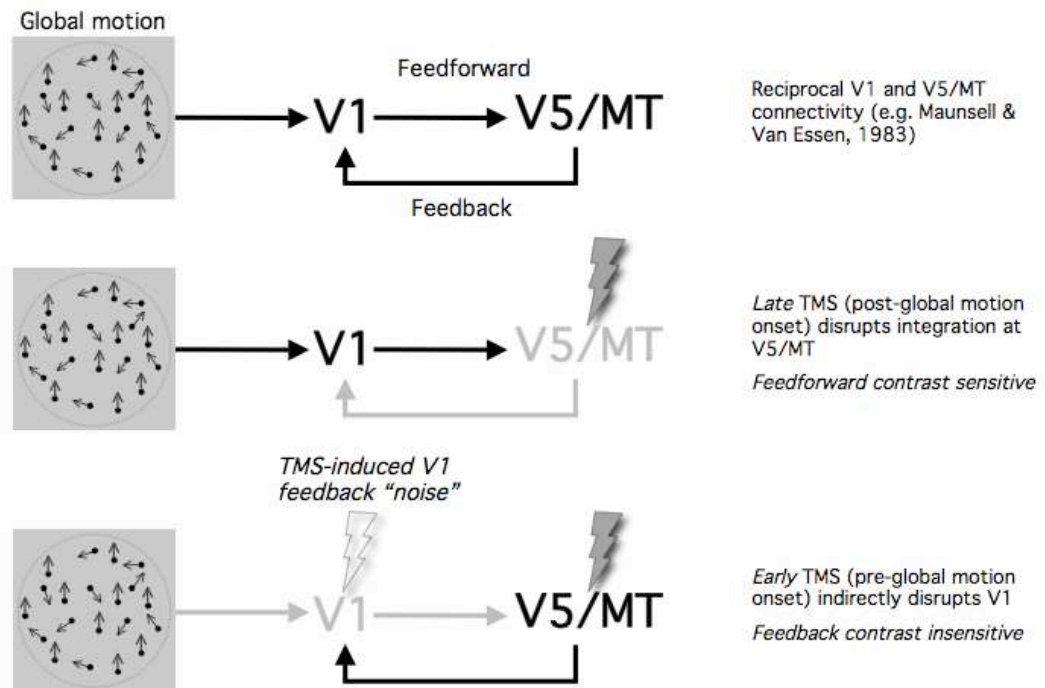 Global motion
Feedforward
V1
V5/MT
Feedback
Reciprocal V1 and V5/MT
connectivity (e.g. Maunsell &
Van Essen, 1983)
V1
V5/MT
Late TMS (post-global motion
onset) disrupts integration at
V5/MT
Feedforward contrast sensitive
TMS-induced V1
feedback “noise”
V1
V5/MT
Early TMS (pre-global motion
onset) indirectly disrupts V1
Feedback contrast insensitive